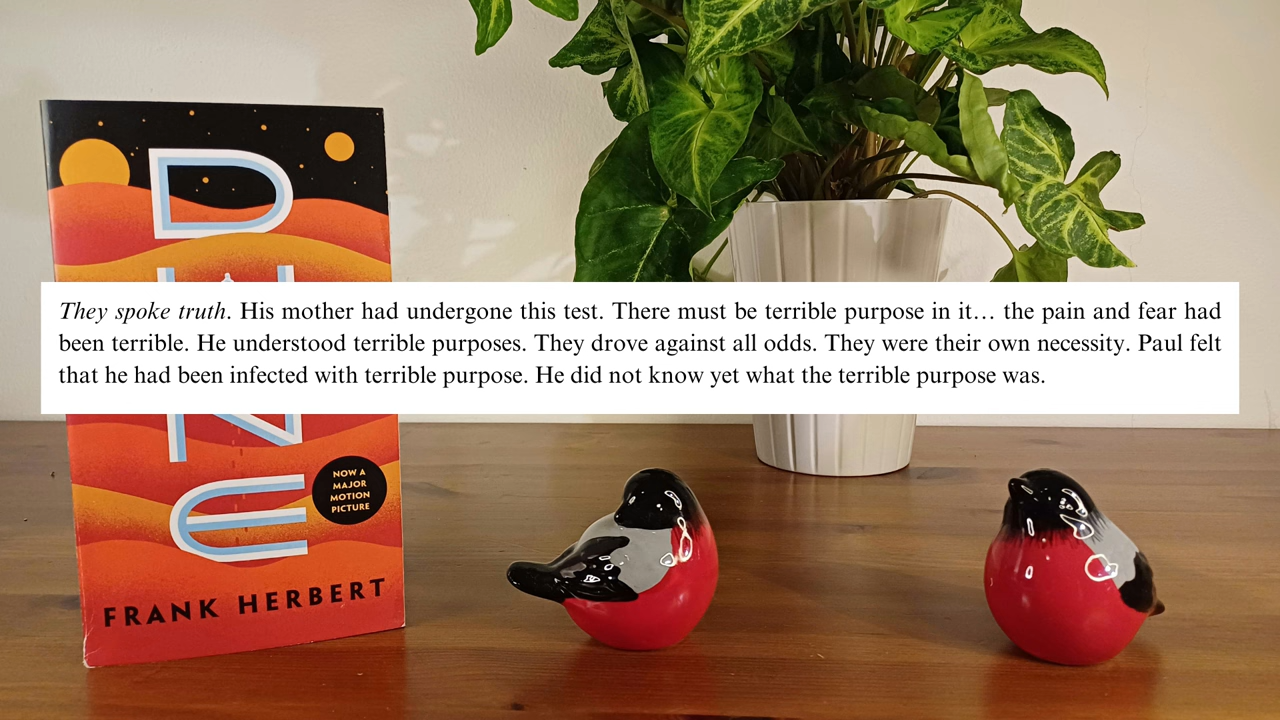 D
N
E
NOW A
MAJOR
MOTION
PICTURE
FRANK HERBERT
They spoke truth. His mother had undergone this test. There must be terrible purpose in it… the pain and fear had
been terrible. He understood terrible purposes. They drove against all odds. They were their own necessity. Paul felt
that he had been infected with terrible purpose. He did not know yet what the terrible purpose was.